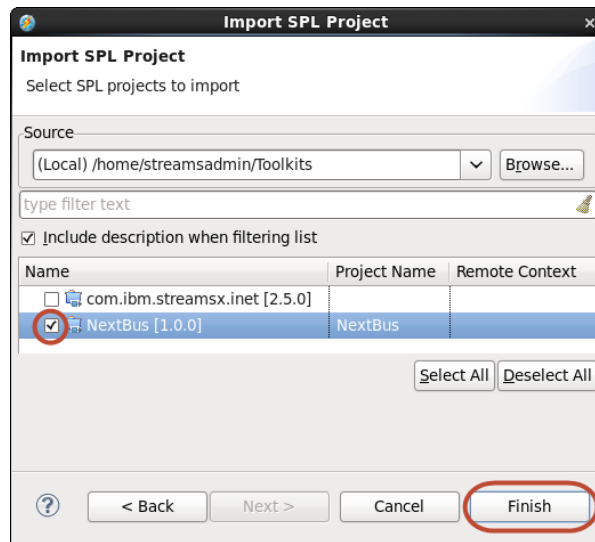 Import SPL Project
Import SPL Project
Select SPL projects to import
Source
(Local) /home/streamsadmin/Toolkits
Browse...
type filter text
Include description when filtering list
Name Project Name Remote Context
com.ibm.streamsx.inet [2.5.0]
NextBus [1.0.0] NextBus
Select All Deselect All
? < Back Next > Cancel Finish